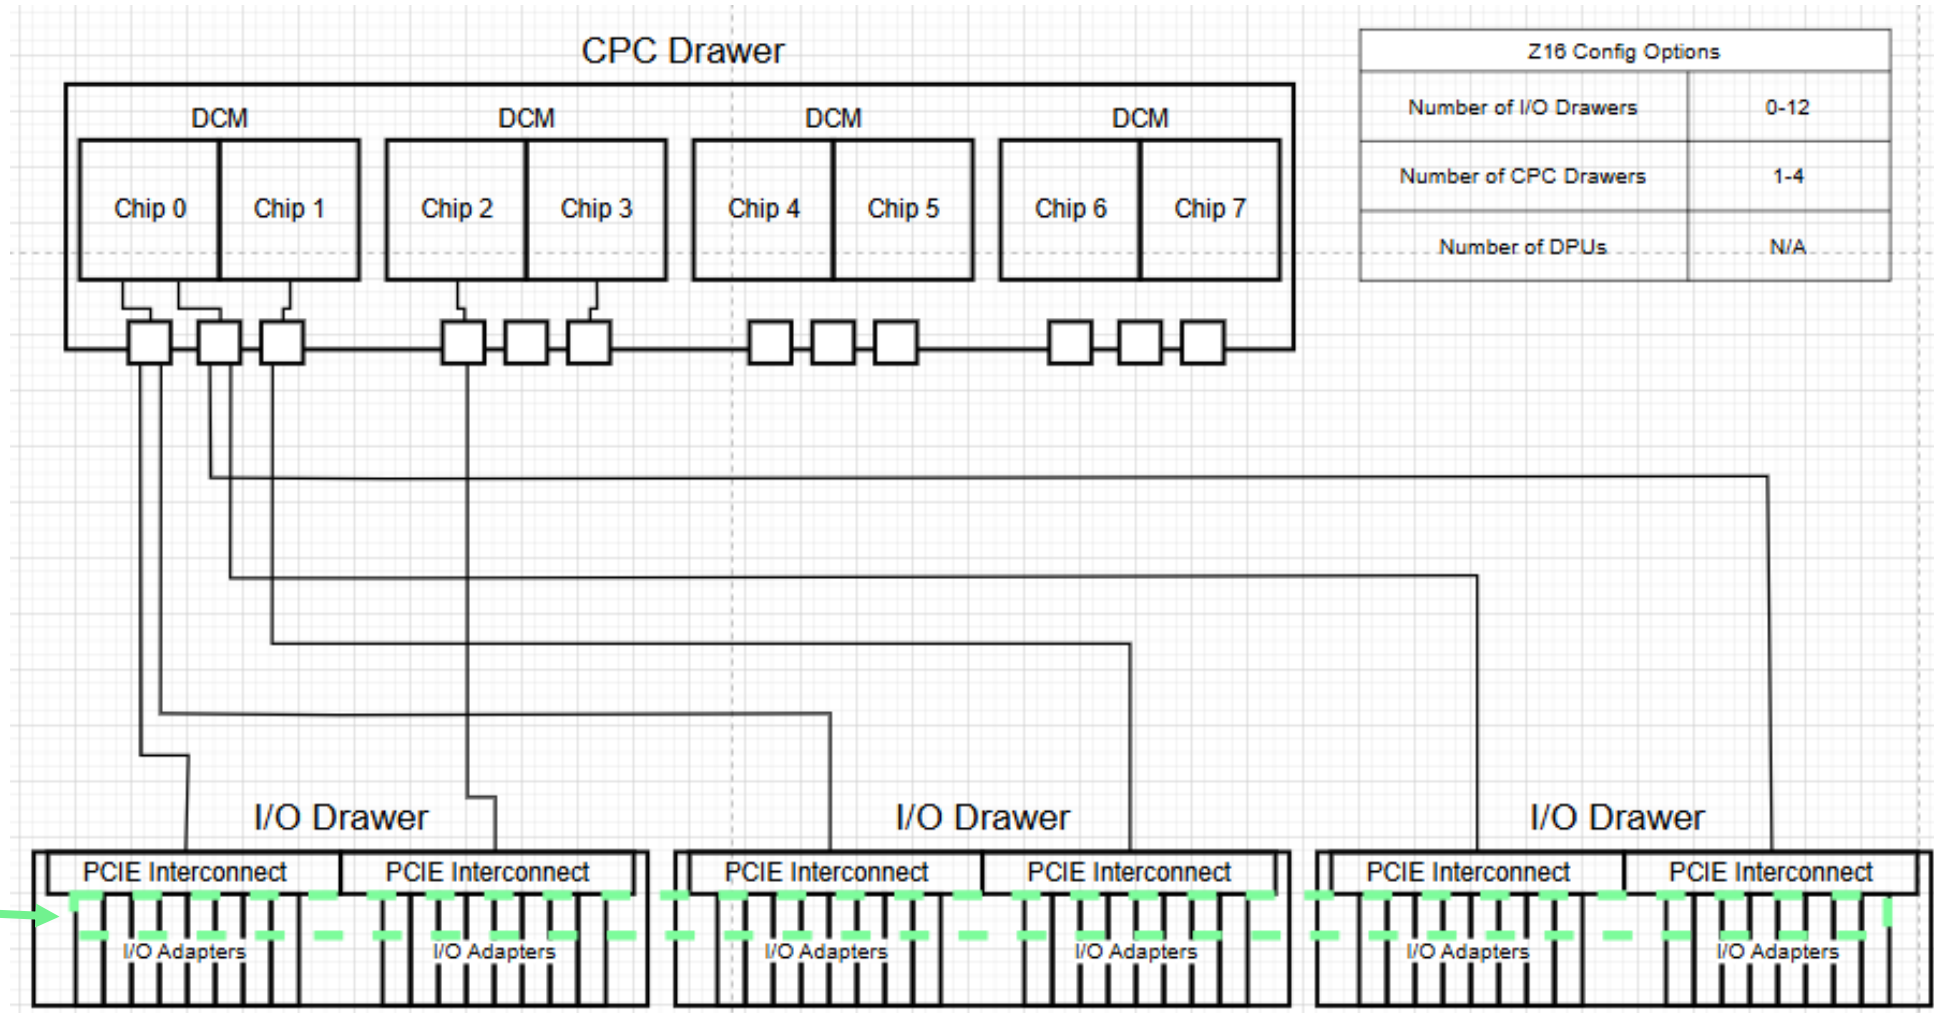 CPC Drawer
DCM
DCM
DCM
DCM
Chip 0
Chip 1
Chip 2
Chip 3
Chip 4
Chip 5
Chip 6
Chip 7
Z16 Config Options
Number of I/O Drawers
0-12
Number of CPC Drawers
1-4
Number of DPUs
N/A
I/O Drawer
I/O Drawer
I/O Drawer
PCIE Interconnect
PCIE Interconnect
PCIE Interconnect
PCIE Interconnect
PCIE Interconnect
PCIE Interconnect
I/O Adapters
I/O Adapters
I/O Adapters
I/O Adapters
I/O Adapters
I/O Adapters